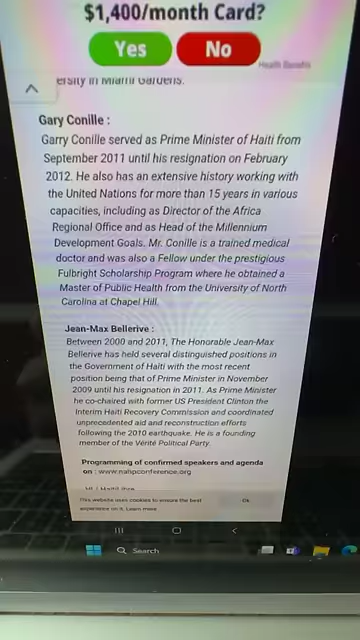 $1,400/month Card?
Yes No
Health Benefits
ersity in Miami Gardens.
Gary Conille :
Garry Conille served as Prime Minister of Haiti from
September 2011 until his resignation on February
2012. He also has an extensive history working with
the United Nations for more than 15 years in various
capacities, including as Director of the Africa
Regional Office and as Head of the Millennium
Development Goals. Mr. Conille is a trained medical
doctor and was also a Fellow under the prestigious
Fulbright Scholarship Program where he obtained a
Master of Public Health from the University of North
Carolina at Chapel Hill.
Jean-Max Bellerive :
Between 2000 and 2011, The Honorable Jean-Max
Bellerive has held several distinguished positions in
the Government of Haiti with the most recent
position being that of Prime Minister in November
2009 until his resignation in 2011. As Prime Minister
he co-chaired with former US President Clinton the
Interim Haiti Recovery Commission and coordinated
unprecedented aid and reconstruction efforts
following the 2010 earthquake. He is a founding
member of the Vérité Political Party.
Programming of confirmed speakers and agenda
on : www.nahpconference.org
This website uses cookies to ensure the best
experience on it. Learn more
Ok
Search